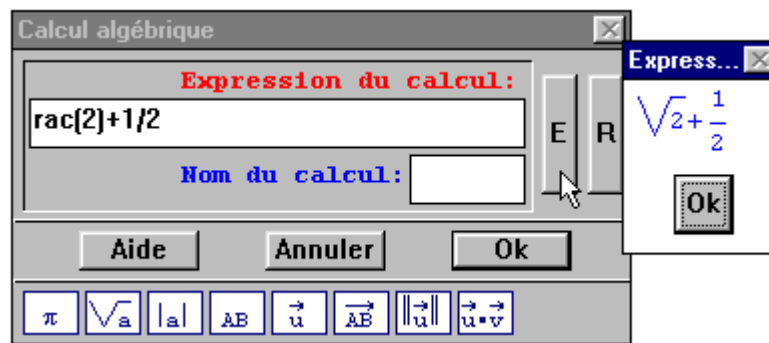 Calcul algébrique
Expression du calcul:
rac(2)+1/2
E
R
Nom du calcul:
Aide
Annuler
Ok
π √a |a| AB u⃗ A͞B⃗ ‖u⃗‖ u⃗▪v⃗
Express...
√2+1/2
Ok